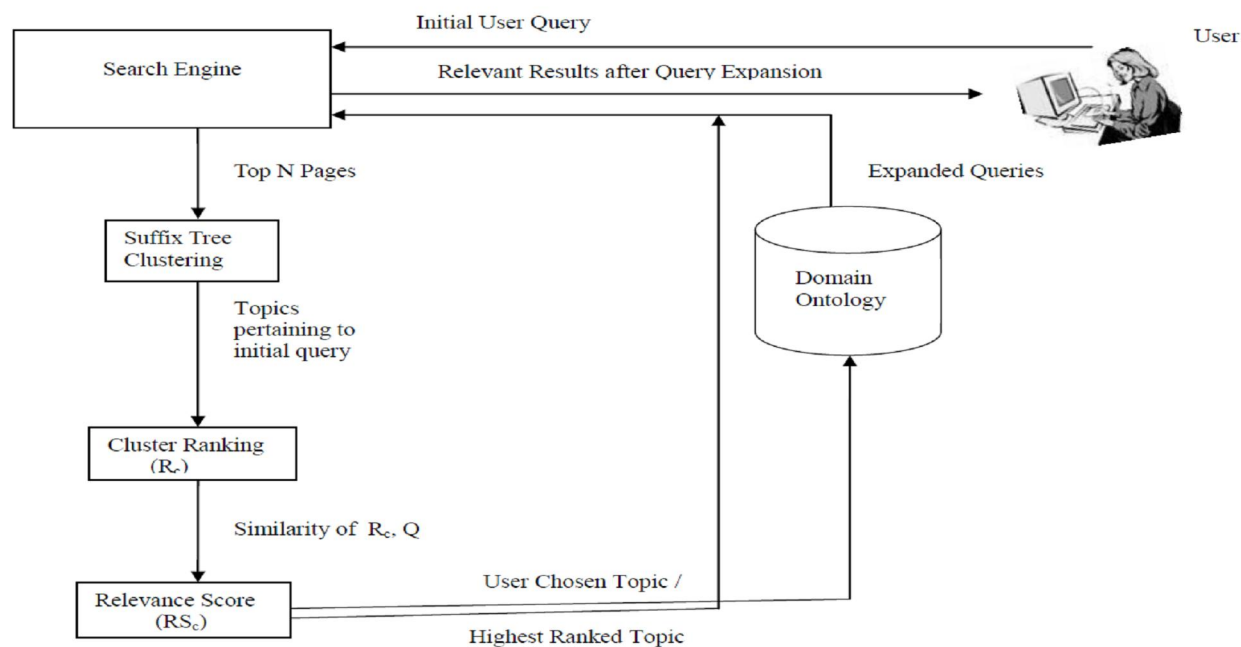 Initial User Query
User
Search Engine
Relevant Results after Query Expansion
Top N Pages
Expanded Queries
Suffix Tree
Clustering
Domain
Ontology
Topics
pertaining to
initial query
Cluster Ranking
(Rc)
Similarity of Rc, Q
User Chosen Topic /
Relevance Score
(RSc)
Highest Ranked Topic